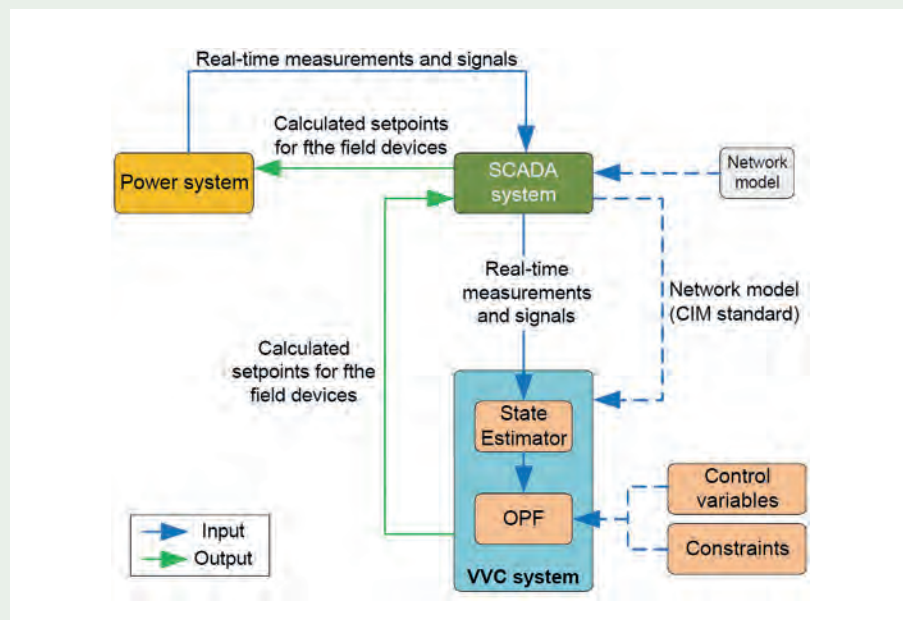 Real-time measurements and signals
Calculated setpoints
for fthe field devices
Power system
SCADA
system
Network
model
Real-time
measurements
and signals
Network model
(CIM standard)
Calculated
setpoints for fthe
field devices
State
Estimator
OPF
Control
variables
Constraints
VVC system
Input
Output